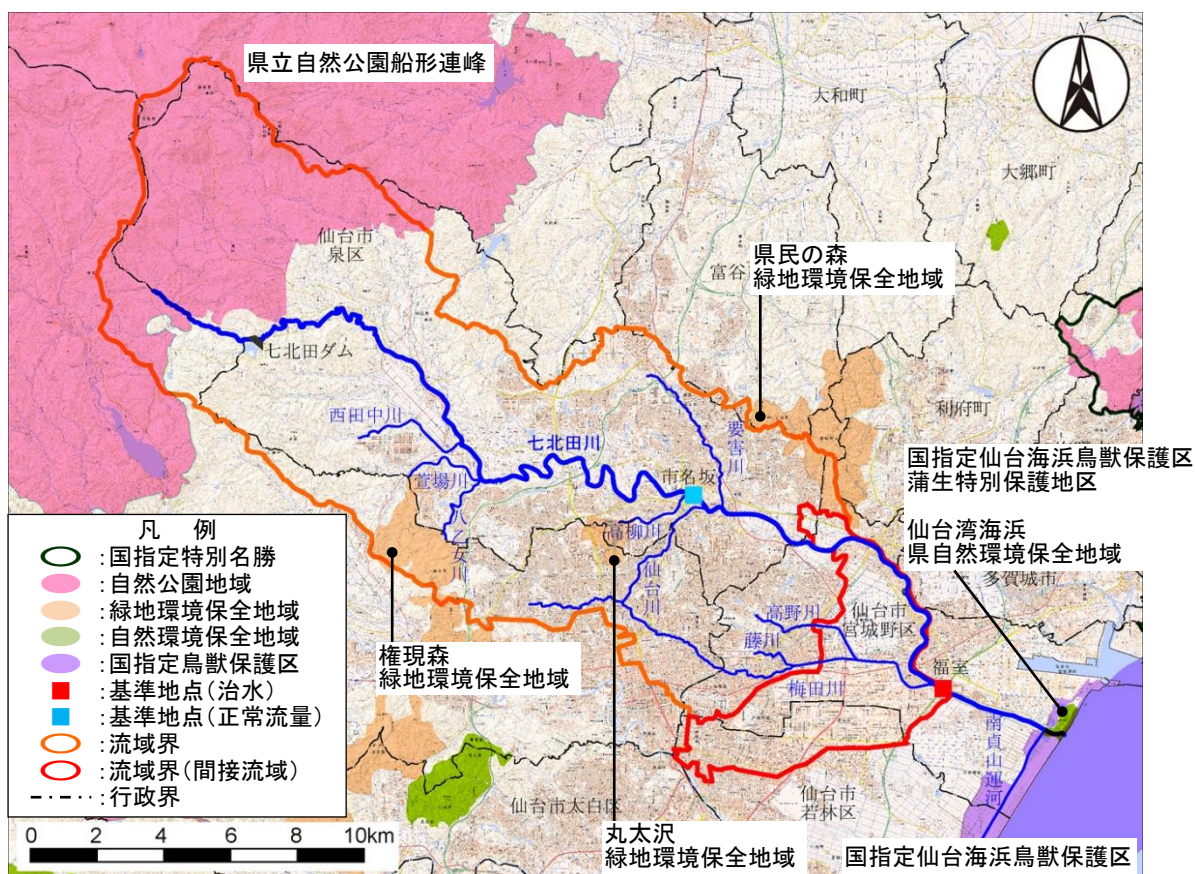 県立自然公園船形連峰
N
大和町
大郷町
仙台市
泉区
県民の森
緑地環境保全地域
富谷
七北田ダム
利府町
西田中川
七北田川
要害川
国指定仙台海浜鳥獣保護区
蒲生特別保護地区
市名坂
萱場川
八乙女川
高柳川
仙台川
仙台湾海浜
県自然環境保全地域
多賀城市
高野川
仙台市
宮城野区
藤川
権現森
緑地環境保全地域
梅田川
福室
南貞山運河
凡 例
:国指定特別名勝
:自然公園地域
:緑地環境保全地域
:自然環境保全地域
:国指定鳥獣保護区
:基準地点(治水)
:基準地点(正常流量)
:流域界
:流域界(間接流域)
:行政界
0 2 4 6 8 10km
仙台市太白区
仙台市
若林区
丸太沢
緑地環境保全地域
国指定仙台海浜鳥獣保護区